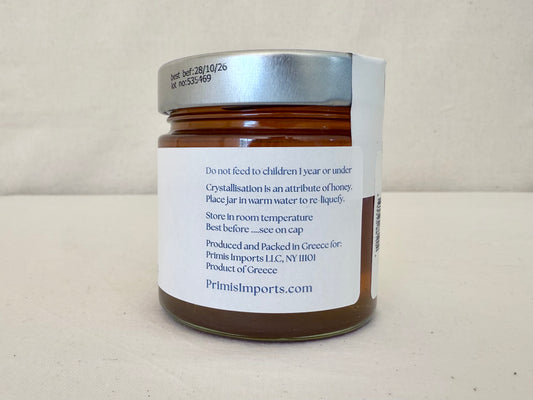 best bef:28/10/26
lot no:535469
Do not feed to children 1 year or under
Crystallisation is an attribute of honey.
Place jar in warm water to re-liquefy.
Store in room temperature
Best before ....see on cap
Produced and Packed in Greece for:
Primis Imports LLC, NY 11101
Product of Greece
PrimisImports.com